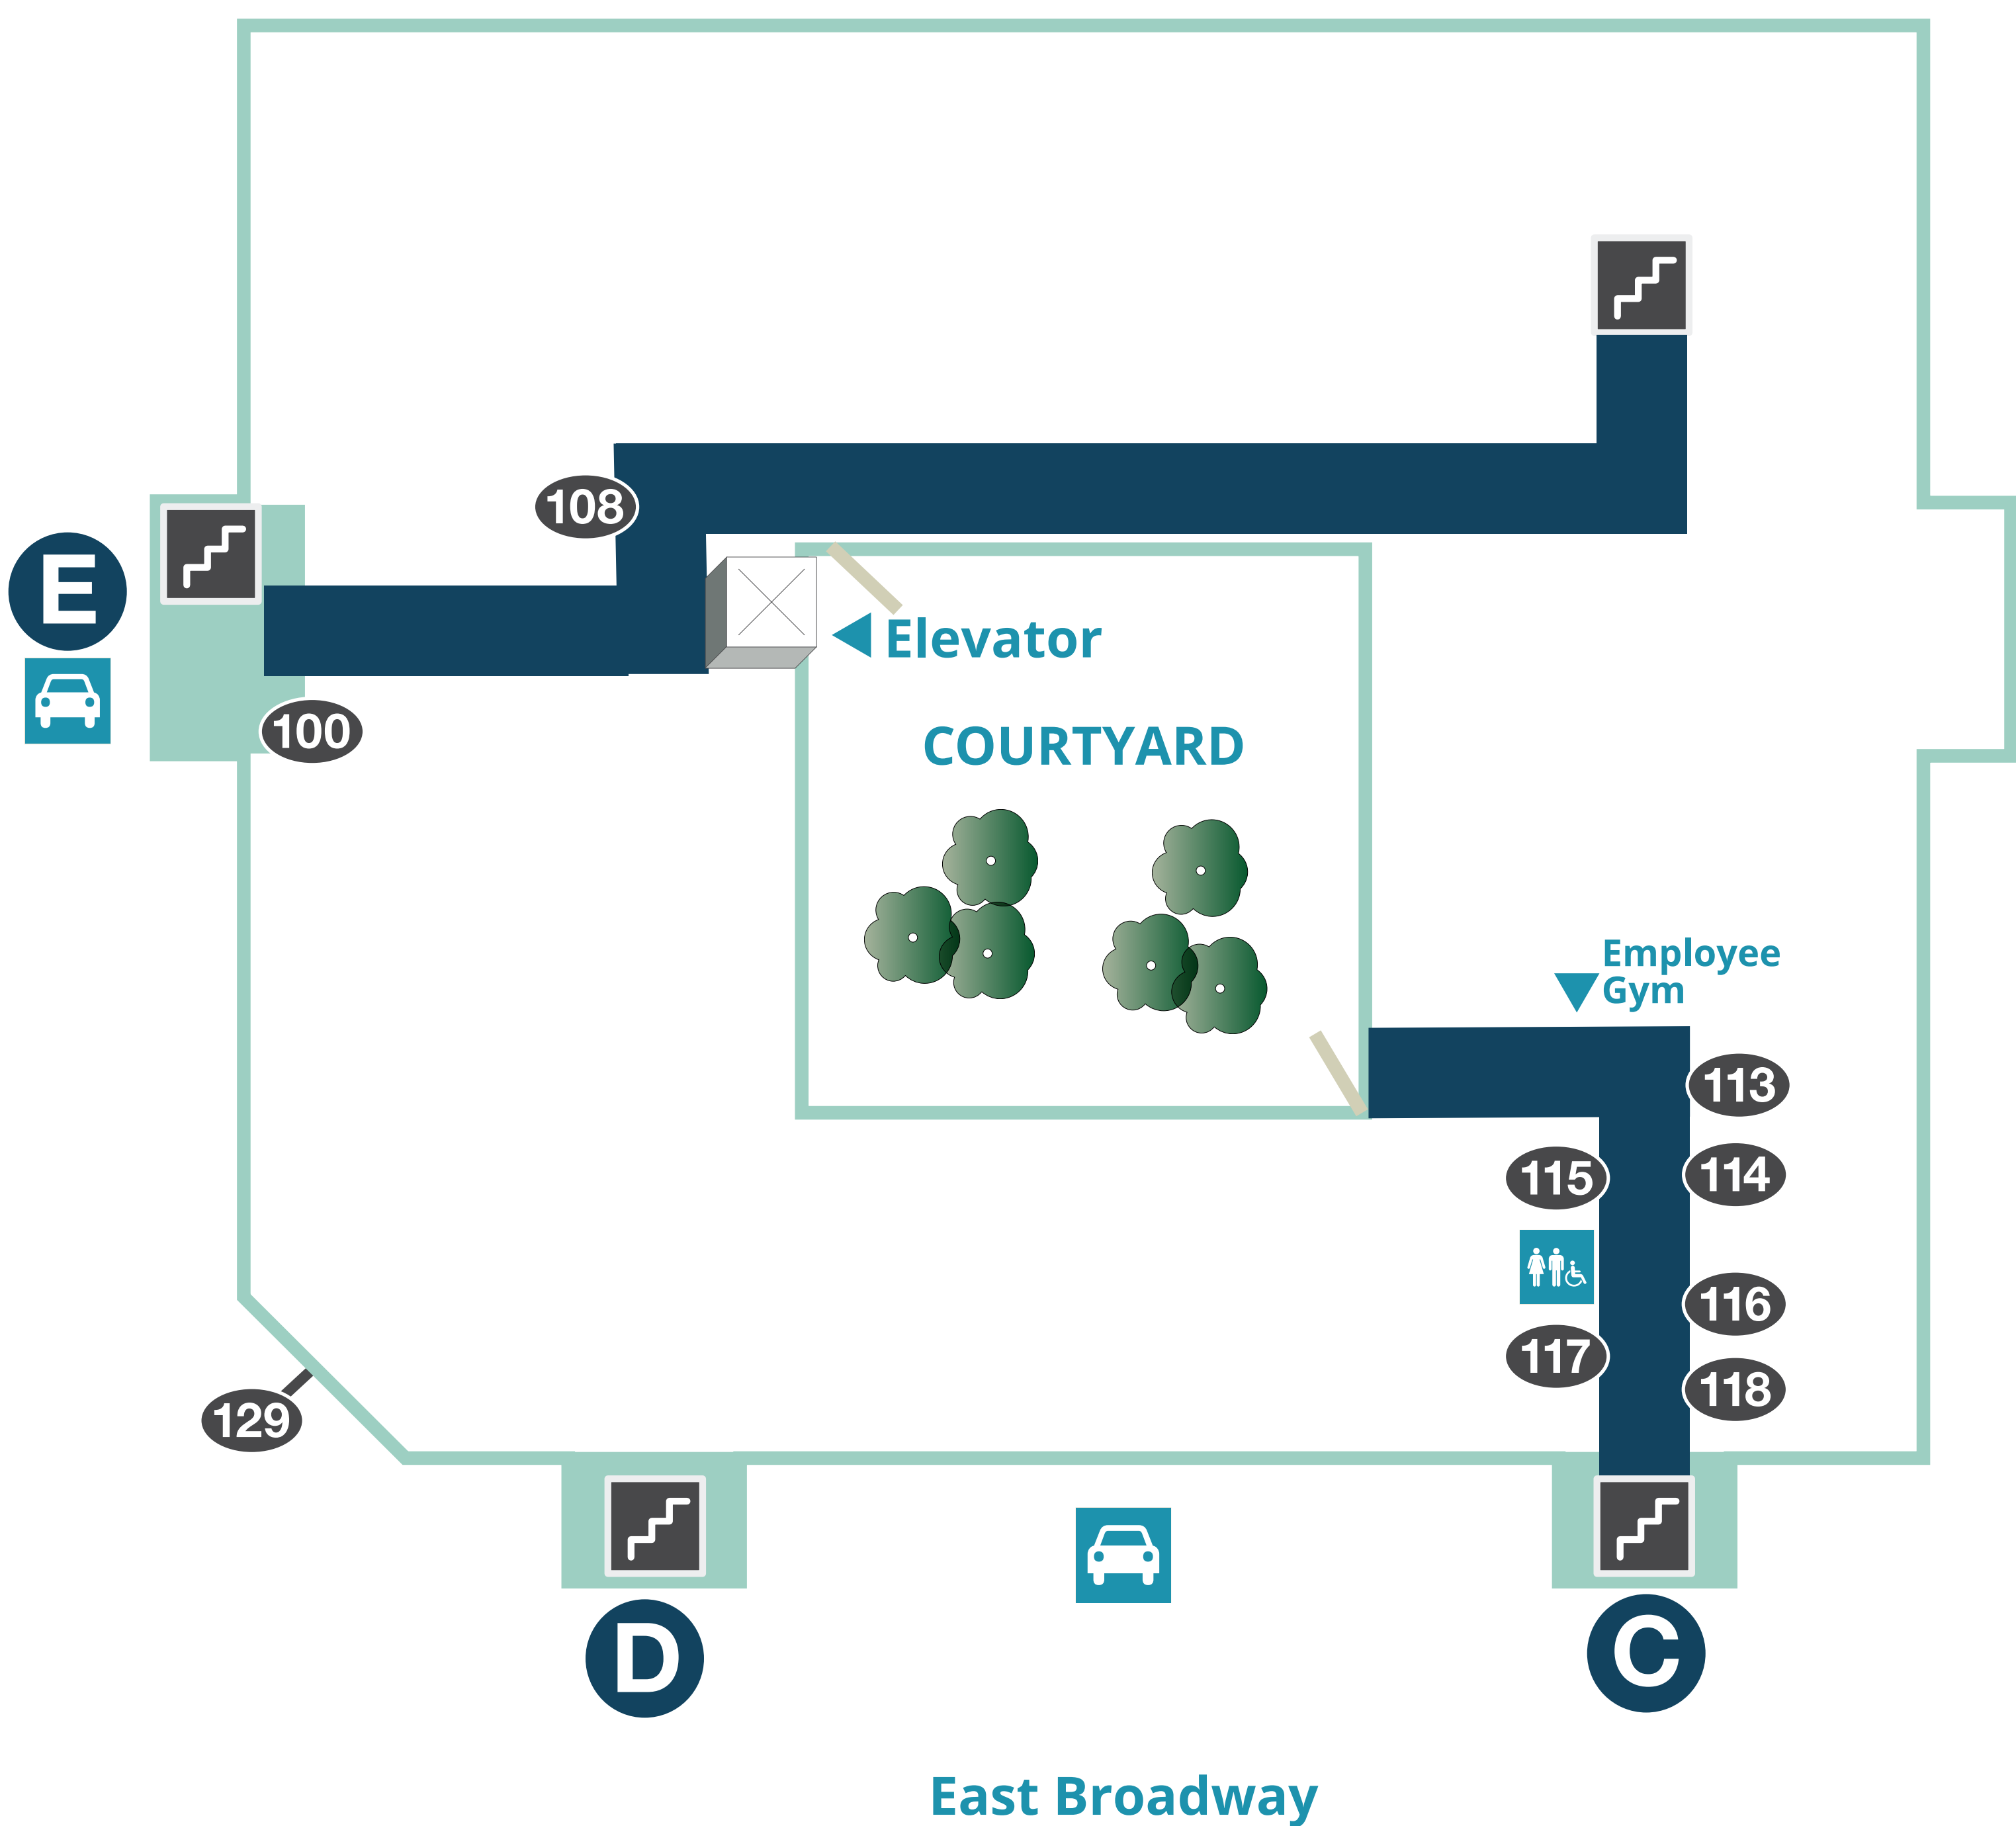 108
E
Elevator
100
COURTYARD
Employee
Gym
113
115
114
116
117
118
129
D
C
East Broadway